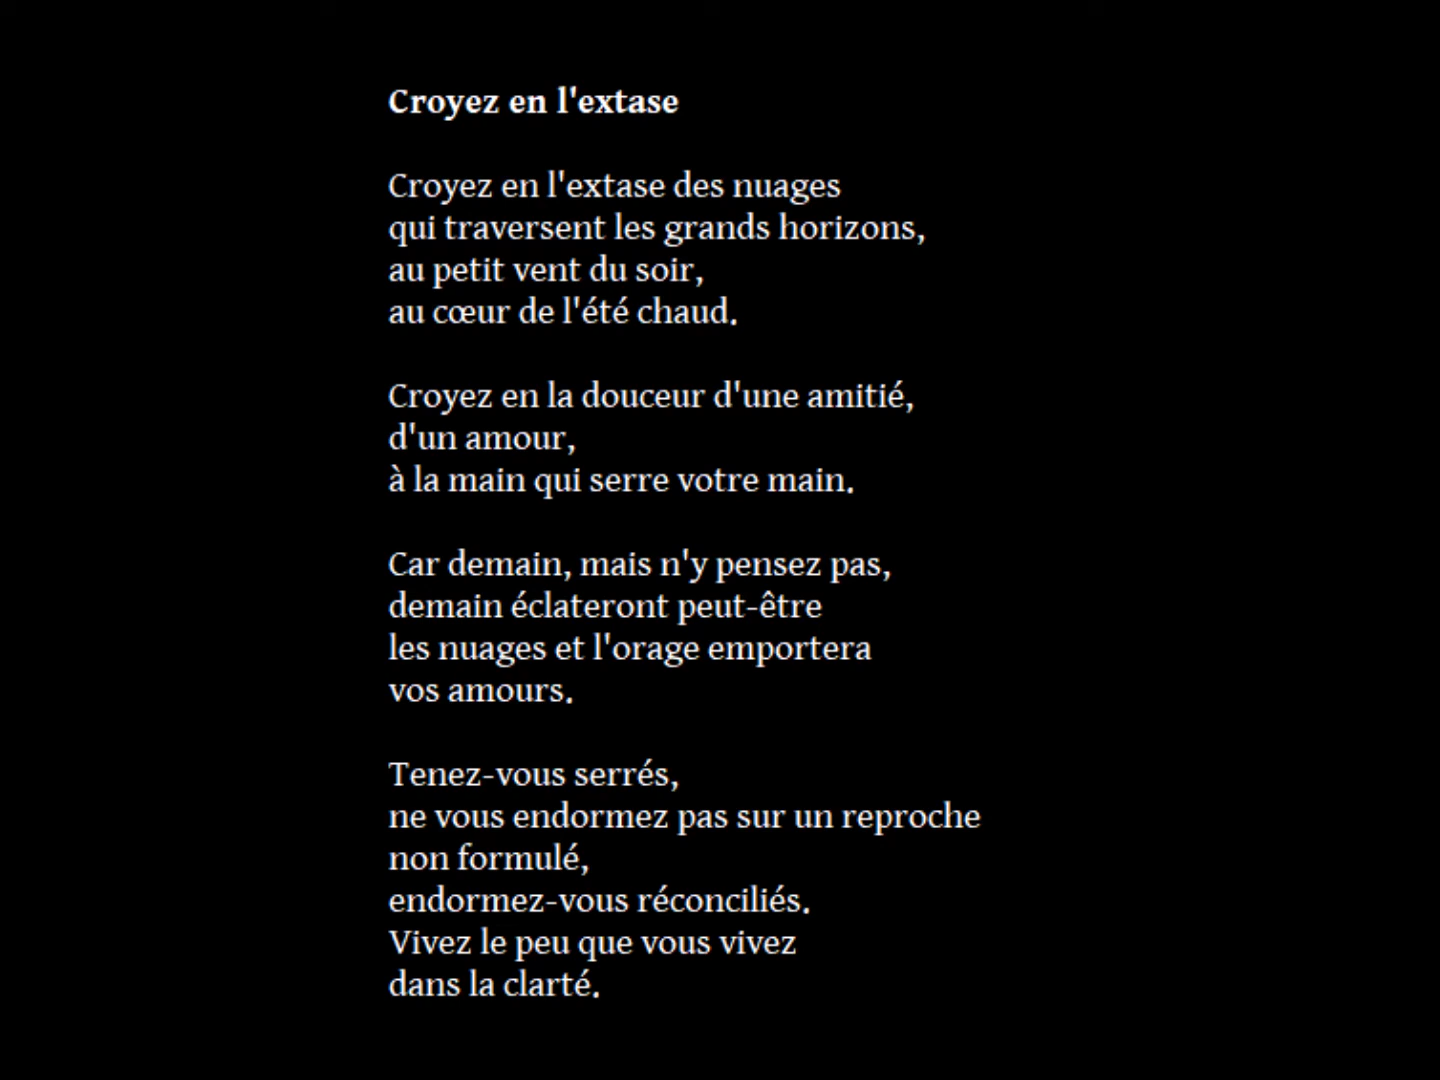 Croyez en l'extase
Croyez en l'extase des nuages
qui traversent les grands horizons,
au petit vent du soir,
au cœur de l'été chaud.
Croyez en la douceur d'une amitié,
d'un amour,
à la main qui serre votre main.
Car demain, mais n'y pensez pas,
demain éclateront peut-être
les nuages et l'orage emportera
vos amours.
Tenez-vous serrés,
ne vous endormez pas sur un reproche
non formulé,
endormez-vous réconciliés.
Vivez le peu que vous vivez
dans la clarté.